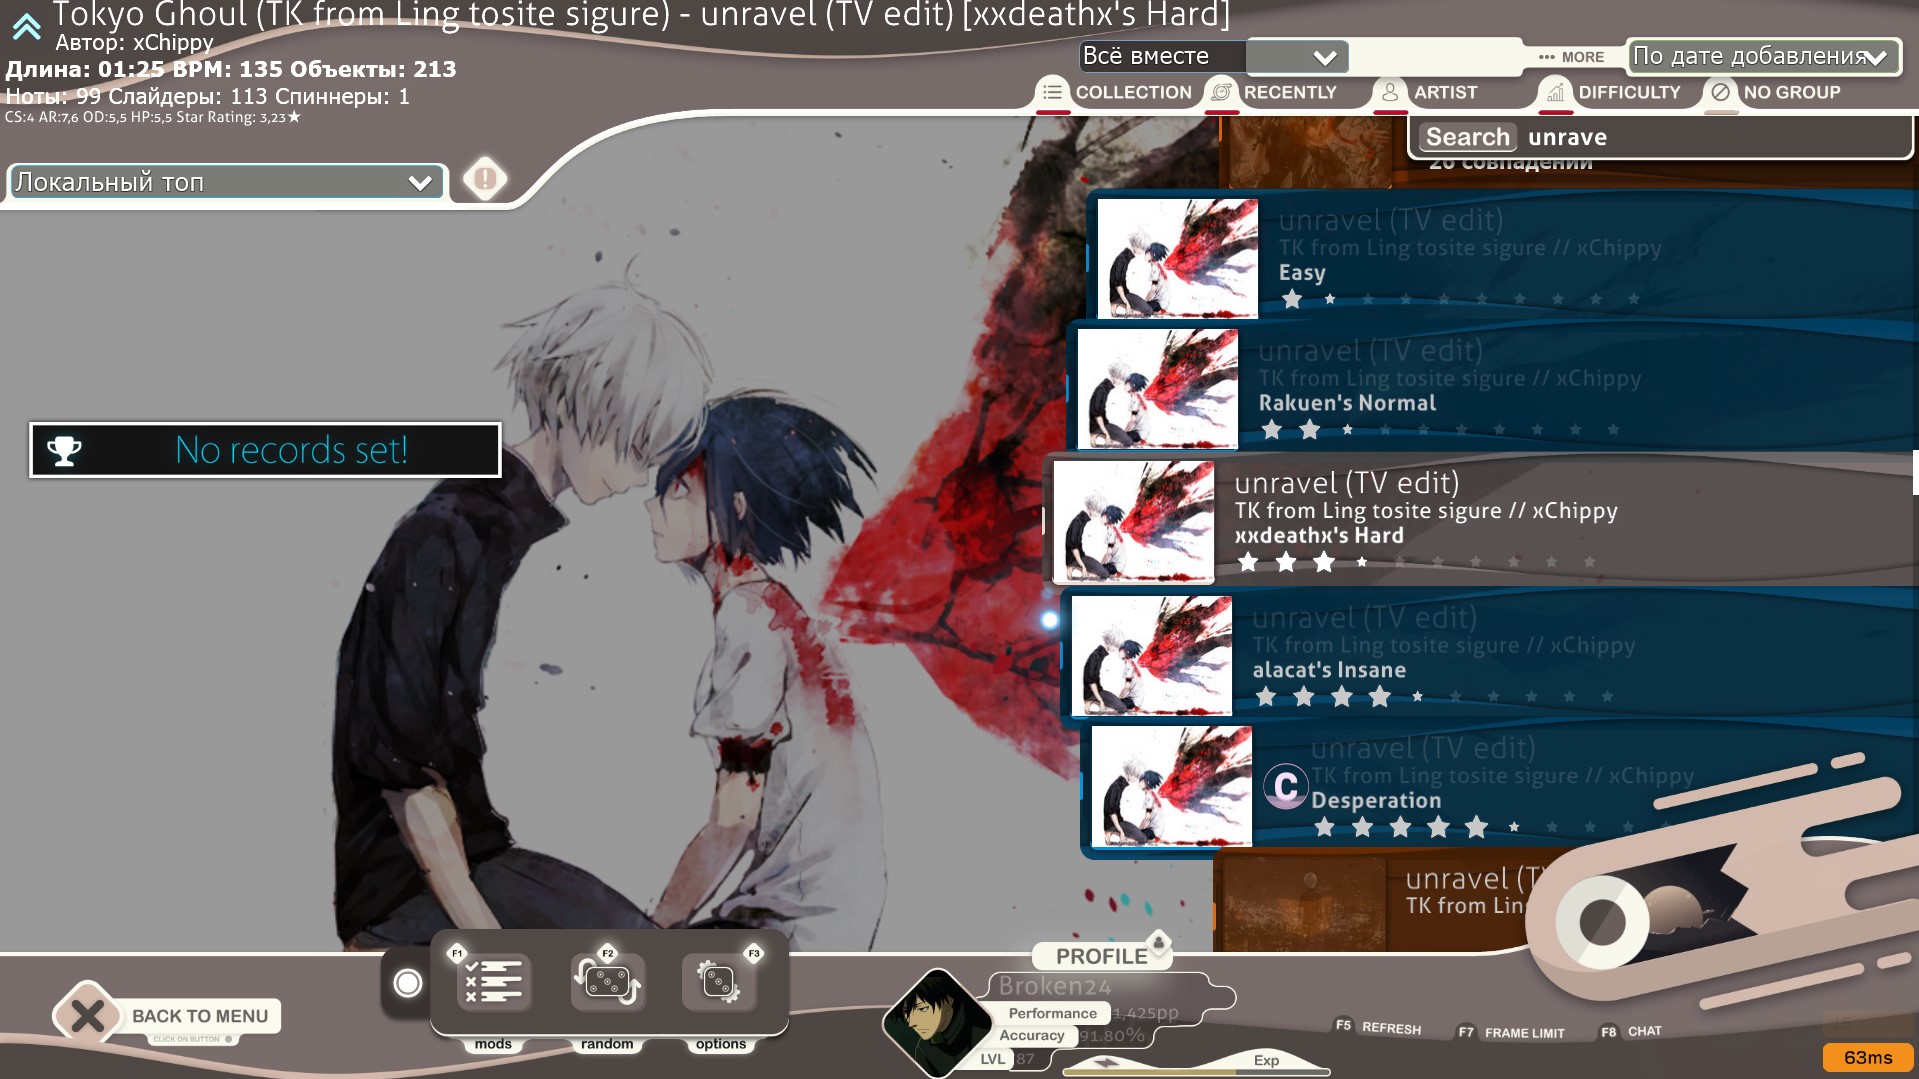 Tokyo Ghoul (TK from Ling tosite sigure) - unravel (TV edit) [xxdeathx's Hard]
Автор: xChippy
Длина: 01:25 BPM: 135 Объекты: 213
Ноты: 99 Слайдеры: 113 Спиннеры: 1
CS:4 AR:7,6 OD:5,5 HP:5,5 Star Rating: 3,23★
Всё вместе
MORE
По дате добавления
COLLECTION
RECENTLY
ARTIST
DIFFICULTY
NO GROUP
Search unrave
26 совпадений
Локальный топ
No records set!
unravel (TV edit)
TK from Ling tosite sigure // xChippy
Easy
unravel (TV edit)
TK from Ling tosite sigure // xChippy
Rakuen's Normal
unravel (TV edit)
TK from Ling tosite sigure // xChippy
xxdeathx's Hard
unravel (TV edit)
TK from Ling tosite sigure // xChippy
alacat's Insane
unravel (TV edit)
TK from Ling tosite sigure // xChippy
C
Desperation
unravel (T
TK from Lin
BACK TO MENU
CLICK ON BUTTON
F1
F2
F3
mods
random
options
PROFILE
Broken24
Performance 1,425pp
Accuracy 91.80%
LVL 87
Exp
F5 REFRESH
F7 FRAME LIMIT
F8 CHAT
63ms